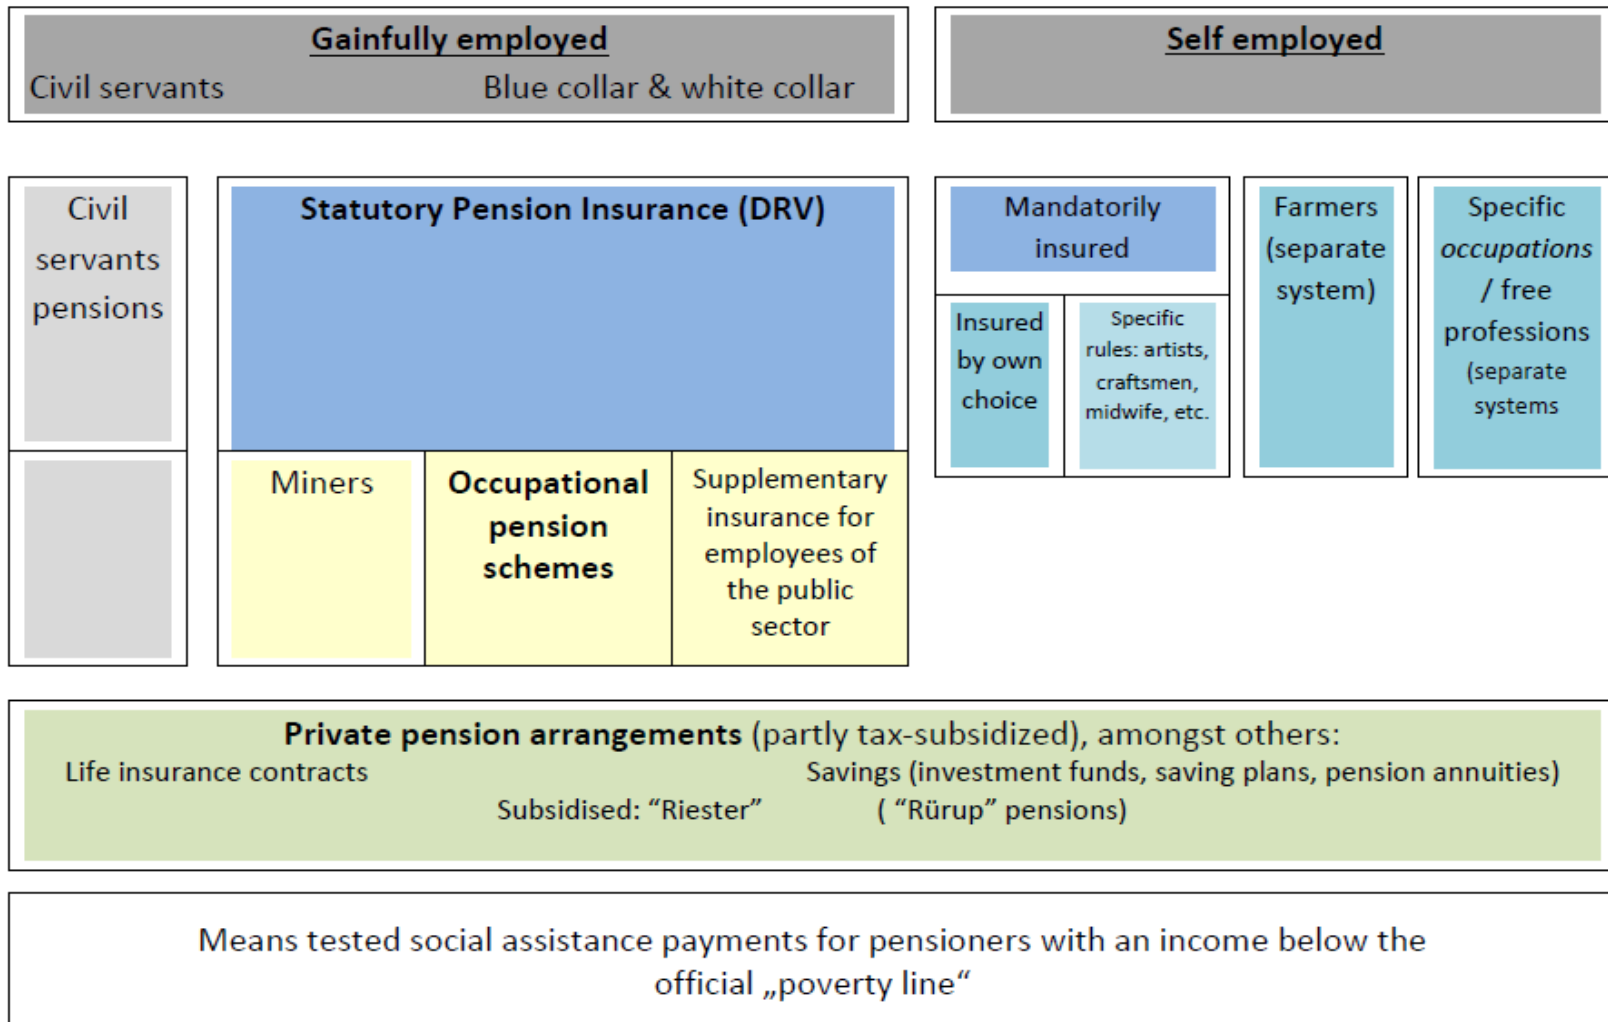 Gainfully employed
Civil servants Blue collar & white collar
Self employed
Civil
servants
pensions
Statutory Pension Insurance (DRV)
Mandatorily
insured
Insured
by own
choice
Specific
rules: artists,
craftsmen,
midwife, etc.
Farmers
(separate
system)
Specific
occupations
/ free
professions
(separate
systems
Miners
Occupational
pension
schemes
Supplementary
insurance for
employees of
the public
sector
Private pension arrangements (partly tax-subsidized), amongst others:
Life insurance contracts Savings (investment funds, saving plans, pension annuities)
Subsidised: “Riester” ( “Rürup” pensions)
Means tested social assistance payments for pensioners with an income below the
official „poverty line“